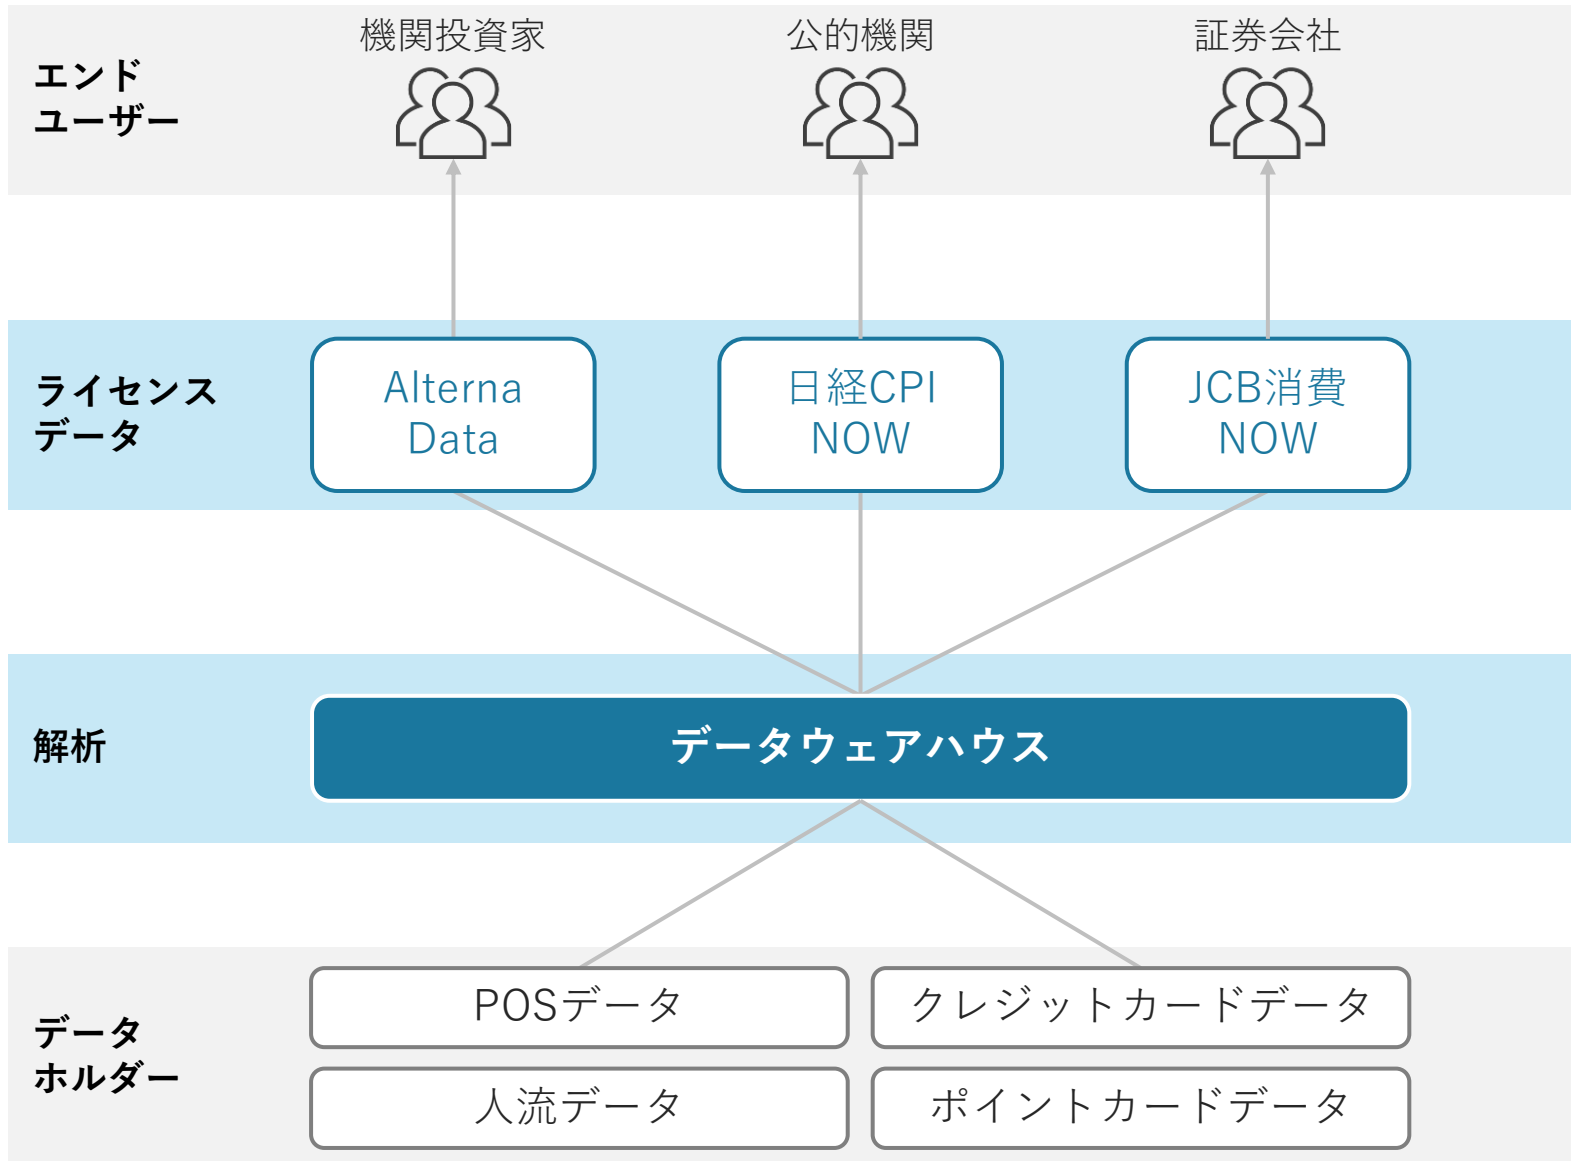 エンド
ユーザー
機関投資家
公的機関
証券会社
ライセンス
データ
Alterna
Data
日経CPI
NOW
JCB消費
NOW
解析
データウェアハウス
データ
ホルダー
POSデータ
クレジットカードデータ
人流データ
ポイントカードデータ